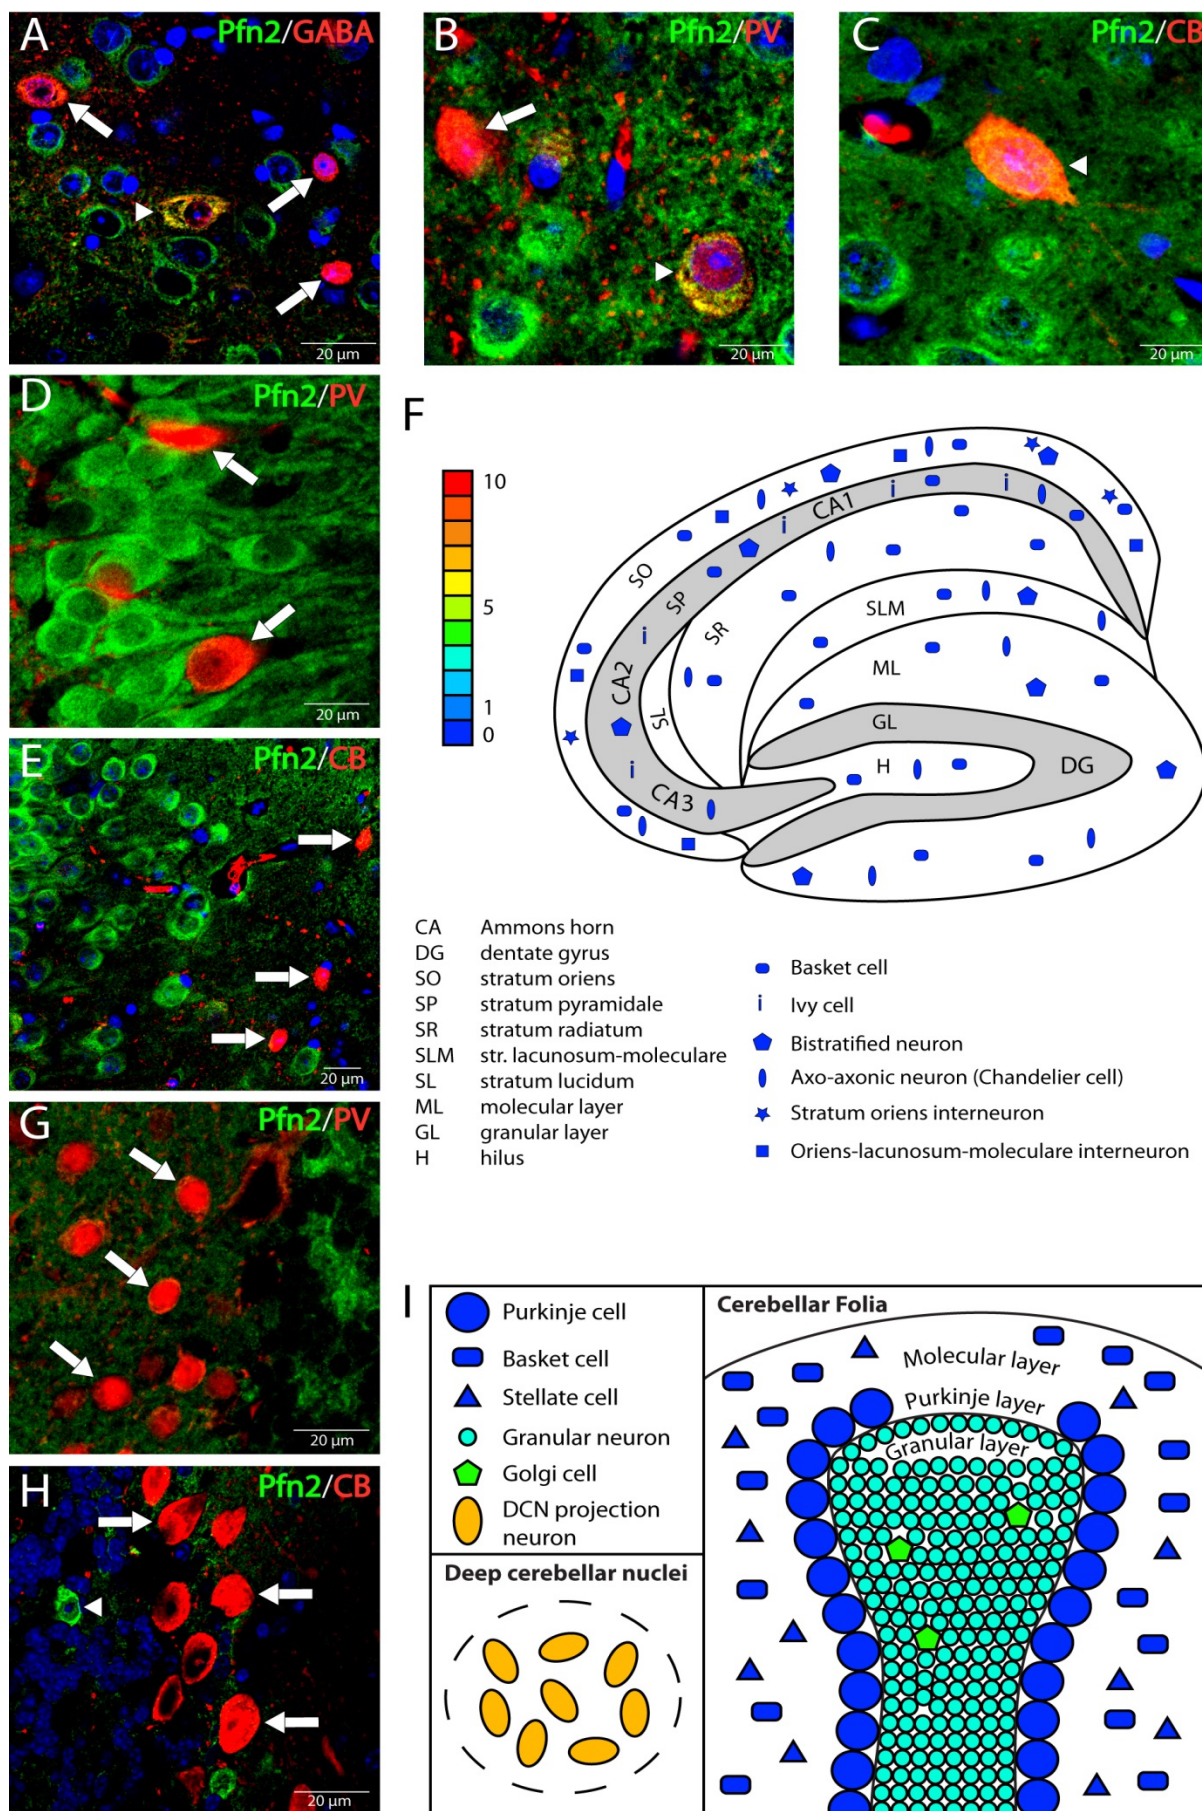 A Pfn2/GABA
20 µm
B Pfn2/PV
20 µm
C Pfn2/CB
20 µm
D Pfn2/PV
20 µm
E Pfn2/CB
20 µm
F
10
5
1
0
CA1
SO
SP
SR
SLM
CA2
SL
ML
GL
H
DG
CA3
CA Ammons horn
DG dentate gyrus
SO stratum oriens
SP stratum pyramidale
SR stratum radiatum
SLM str. lacunosum-moleculare
SL stratum lucidum
ML molecular layer
GL granular layer
H hilus
Basket cell
i Ivy cell
Bistratified neuron
Axo-axonic neuron (Chandelier cell)
Stratum oriens interneuron
Oriens-lacunosum-moleculare interneuron
G Pfn2/PV
20 µm
H Pfn2/CB
20 µm
I
Purkinje cell
Basket cell
Stellate cell
Granular neuron
Golgi cell
DCN projection
neuron
Deep cerebellar nuclei
Cerebellar Folia
Molecular layer
Purkinje layer
Granular layer